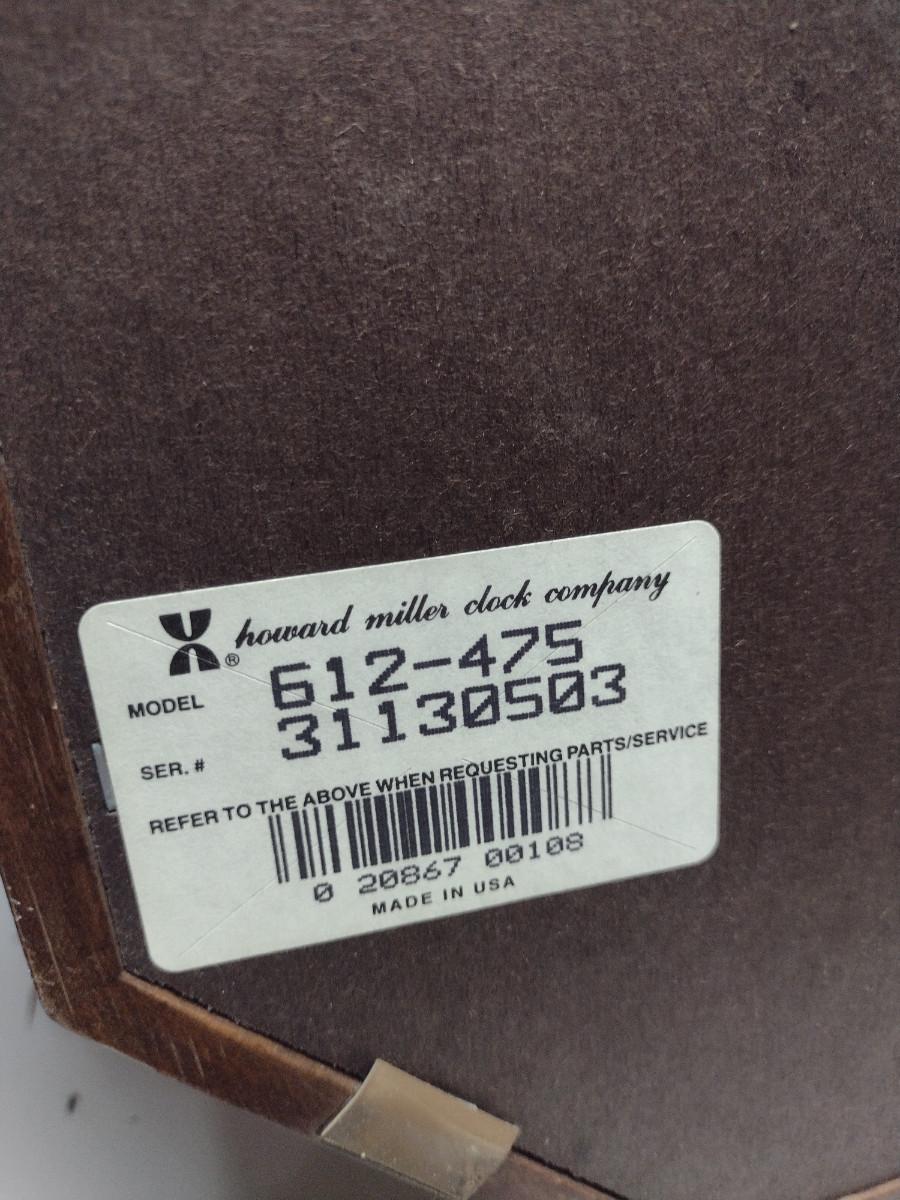 howard miller clock company
®
MODEL 612-475
SER. # 31130503
REFER TO THE ABOVE WHEN REQUESTING PARTS/SERVICE
0 20867 00108
MADE IN USA